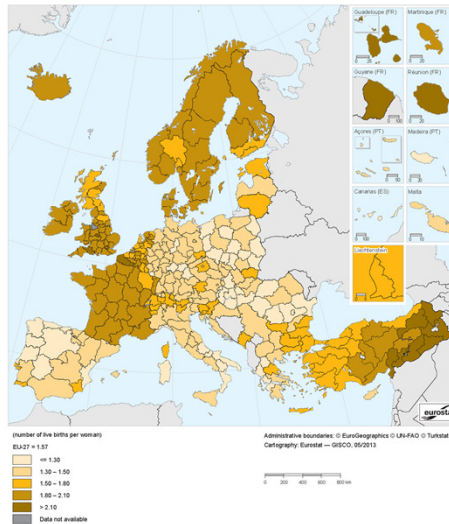 Guadeloupe (FR)
Martinique (FR)
Guyane (FR)
Réunion (FR)
Açores (PT)
Madeira (PT)
Canarias (ES)
Malta
Liechtenstein
eurostat
(number of live births per woman)
EU-27 = 1.57
<= 1.30
1.30 – 1.50
1.50 – 1.80
1.80 – 2.10
> 2.10
Data not available
Administrative boundaries: © EuroGeographics © UN-FAO © Turkstat
Cartography: Eurostat — GISCO, 05/2013
0 200 400 600 800 km